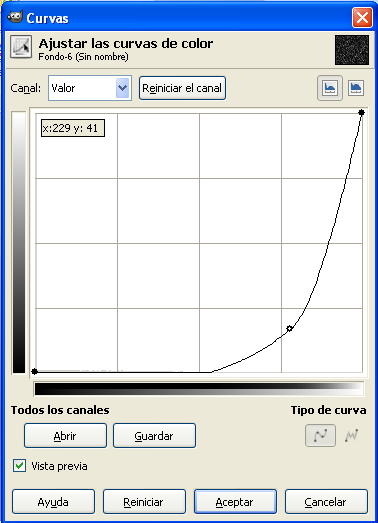 Curvas
Ajustar las curvas de color
Fondo-6 (Sin nombre)
Canal: Valor Reiniciar el canal
x:229 y: 41
Todos los canales Tipo de curva
Abrir Guardar
Vista previa
Ayuda Reiniciar Aceptar Cancelar